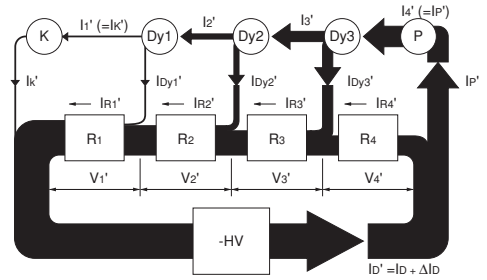 I1' (=IK') I2' I3' I4' (=IP')
K Dy1 Dy2 Dy3 P
Ik' IDy1' IDy2' IDy3' IP'
IR1' IR2' IR3' IR4'
R1 R2 R3 R4
V1' V2' V3' V4'
-HV
ID' =ID + ΔID